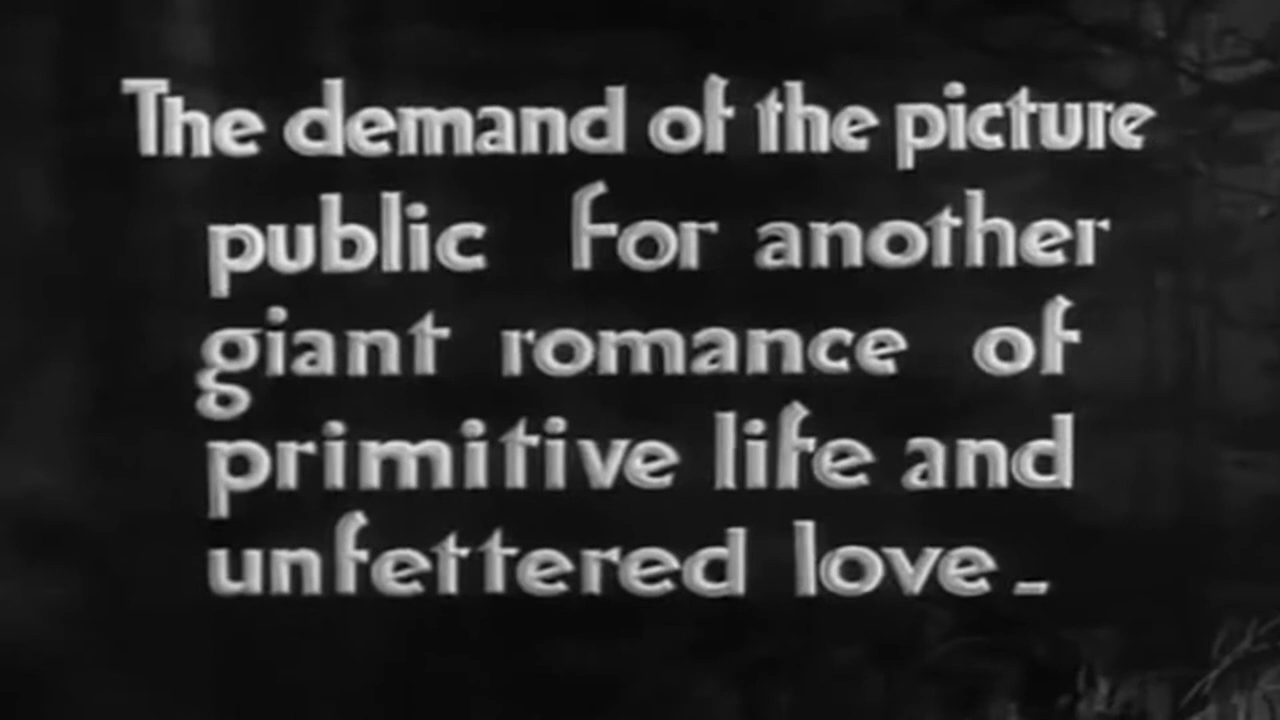 The demand of the picture
public for another
giant romance of
primitive life and
unfettered love -